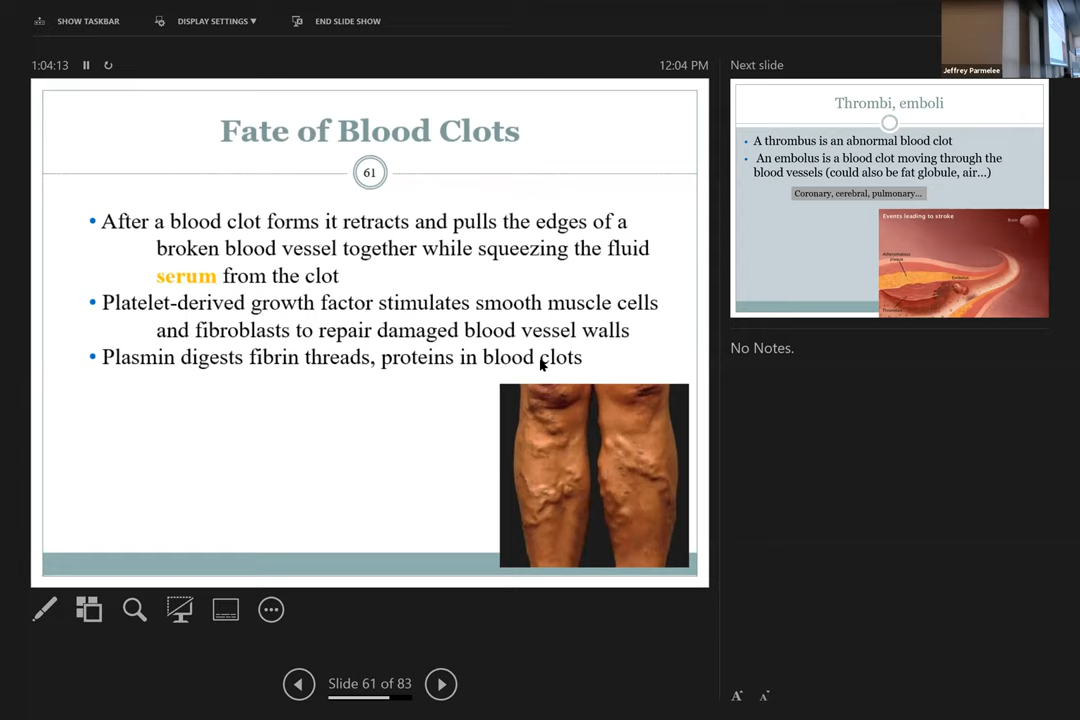 SHOW TASKBAR
DISPLAY SETTINGS ▼
END SLIDE SHOW
Jeffrey Parmelee
1:04:13
12:04 PM
Next slide
Fate of Blood Clots
61
• After a blood clot forms it retracts and pulls the edges of a
broken blood vessel together while squeezing the fluid
serum from the clot
• Platelet-derived growth factor stimulates smooth muscle cells
and fibroblasts to repair damaged blood vessel walls
• Plasmin digests fibrin threads, proteins in blood clots
Thrombi, emboli
• A thrombus is an abnormal blood clot
• An embolus is a blood clot moving through the
blood vessels (could also be fat globule, air...)
Coronary, cerebral, pulmonary...
Events leading to stroke
Brain
Embolus
Thrombus
No Notes.
Slide 61 of 83
A A